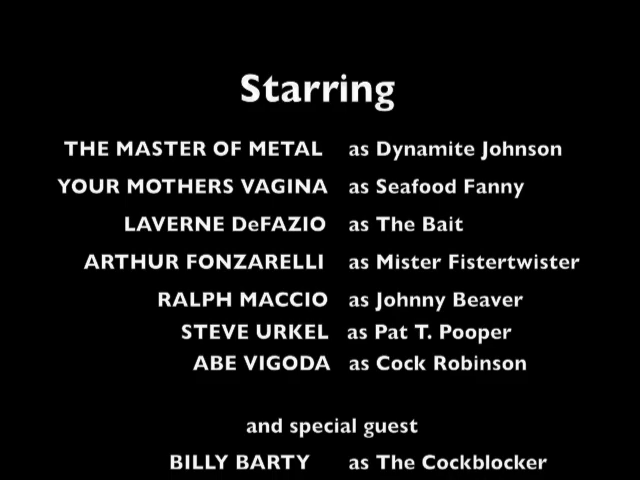 Starring
THE MASTER OF METAL as Dynamite Johnson
YOUR MOTHERS VAGINA as Seafood Fanny
LAVERNE DeFAZIO as The Bait
ARTHUR FONZARELLI as Mister Fistertwister
RALPH MACCIO as Johnny Beaver
STEVE URKEL as Pat T. Pooper
ABE VIGODA as Cock Robinson
and special guest
BILLY BARTY as The Cockblocker